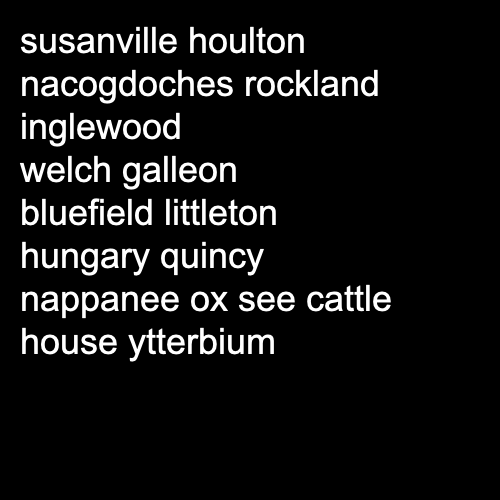 susanville houlton
nacogdoches rockland
inglewood
welch galleon
bluefield littleton
hungary quincy
nappanee ox see cattle
house ytterbium